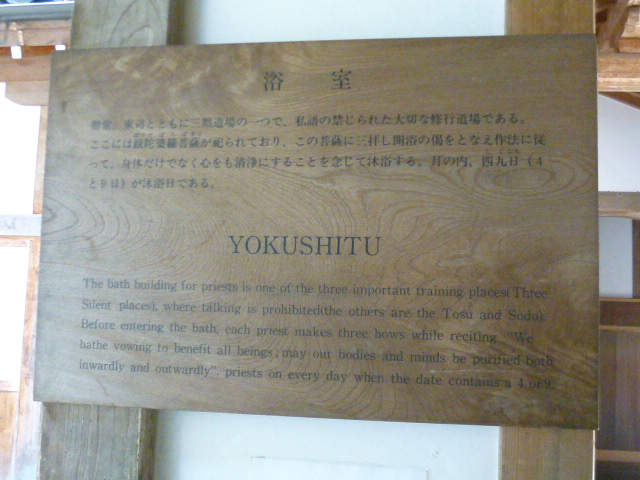 浴室
僧堂、東司とともに三黙道場の一つで、私語の禁じられた大切な修行道場である。
ここには跋陀婆羅菩薩が祀られており、この菩薩に三拝し開浴の偈をとなえ作法に従
って、身体だけでなく心をも清浄にすることを念じて沐浴する。月の内、四九日（4
と9日）が沐浴日である。
YOKUSHITU
The bath building for priests is one of the three important training places(Three
Silent places), where talking is prohibited(the others are the Tosu and Sodo).
Before entering the bath, each priest makes three bows while reciting "We
bathe vowing to benefit all beings; may our bodies and minds be purified both
inwardly and outwardly". priests on every day when the date contains a 4 or 9.